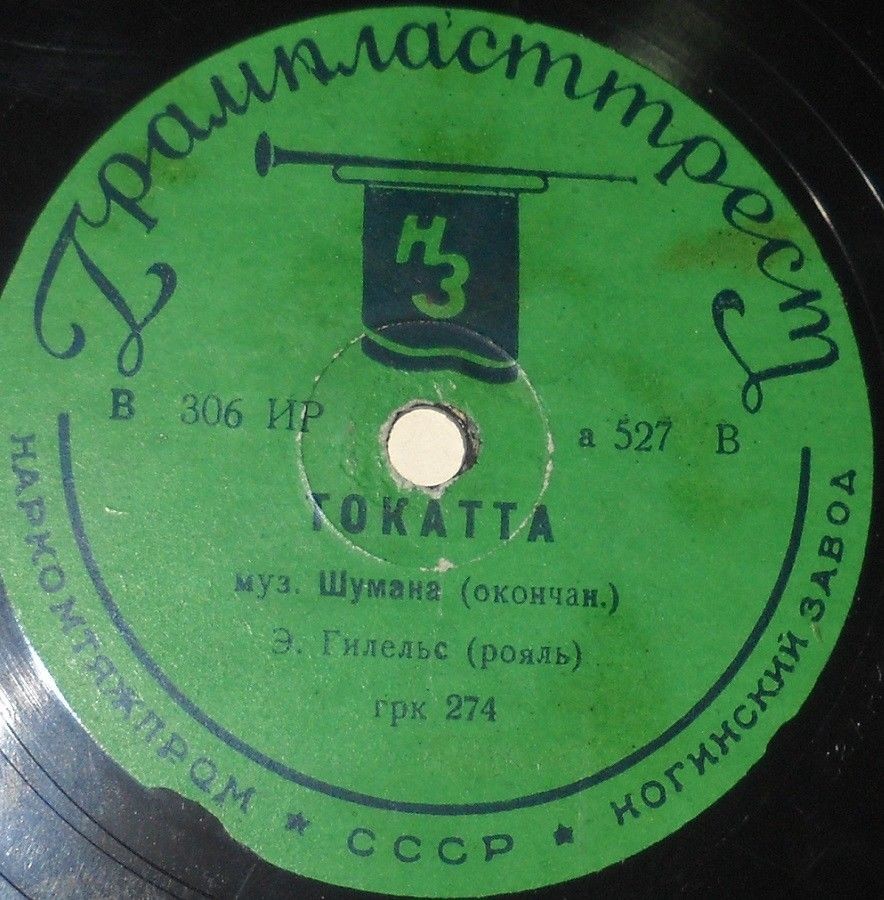 Грампласттрест
НЗ
В 306 ИР а 527 В
ТОКАТТА
муз. Шумана (окончан.)
Э. Гилельс (рояль)
грк 274
НАРКОМТЯЖПРОМ ★ СССР ★ НОГИНСКИЙ ЗАВОД